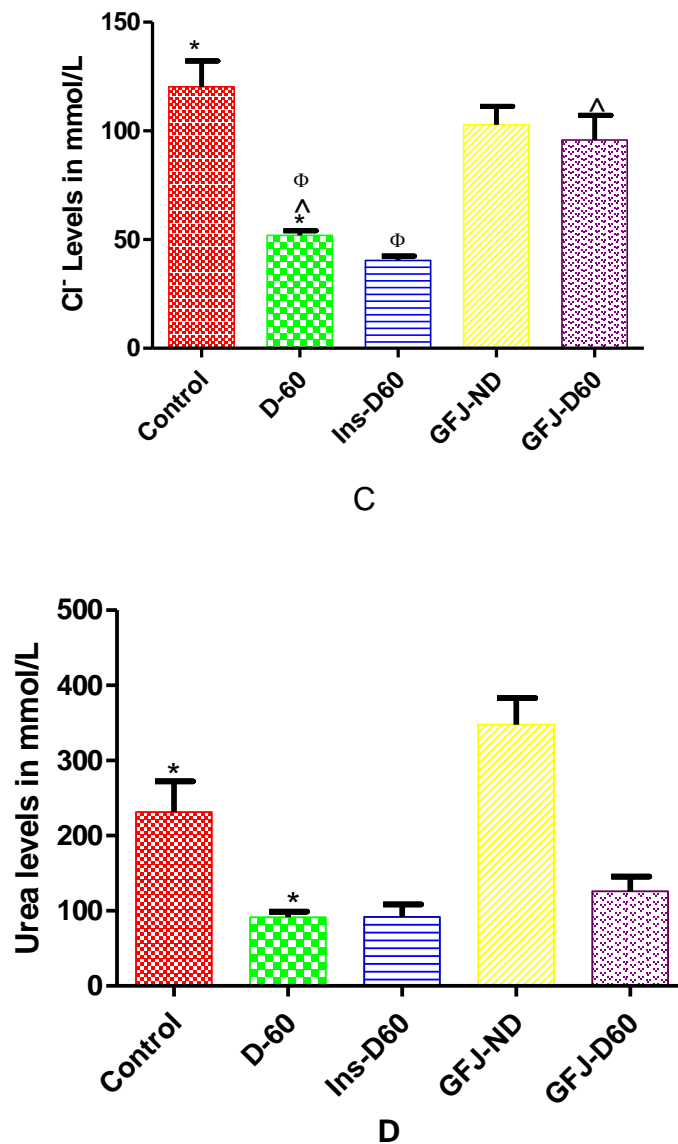 Cl⁻ Levels in mmol/L
150
*
100
^
Φ
^
*
Φ
50
0
Control
D-60
Ins-D60
GFJ-ND
GFJ-D60
C
Urea levels in mmol/L
500
400
300
*
200
100
*
0
Control
D-60
Ins-D60
GFJ-ND
GFJ-D60
D